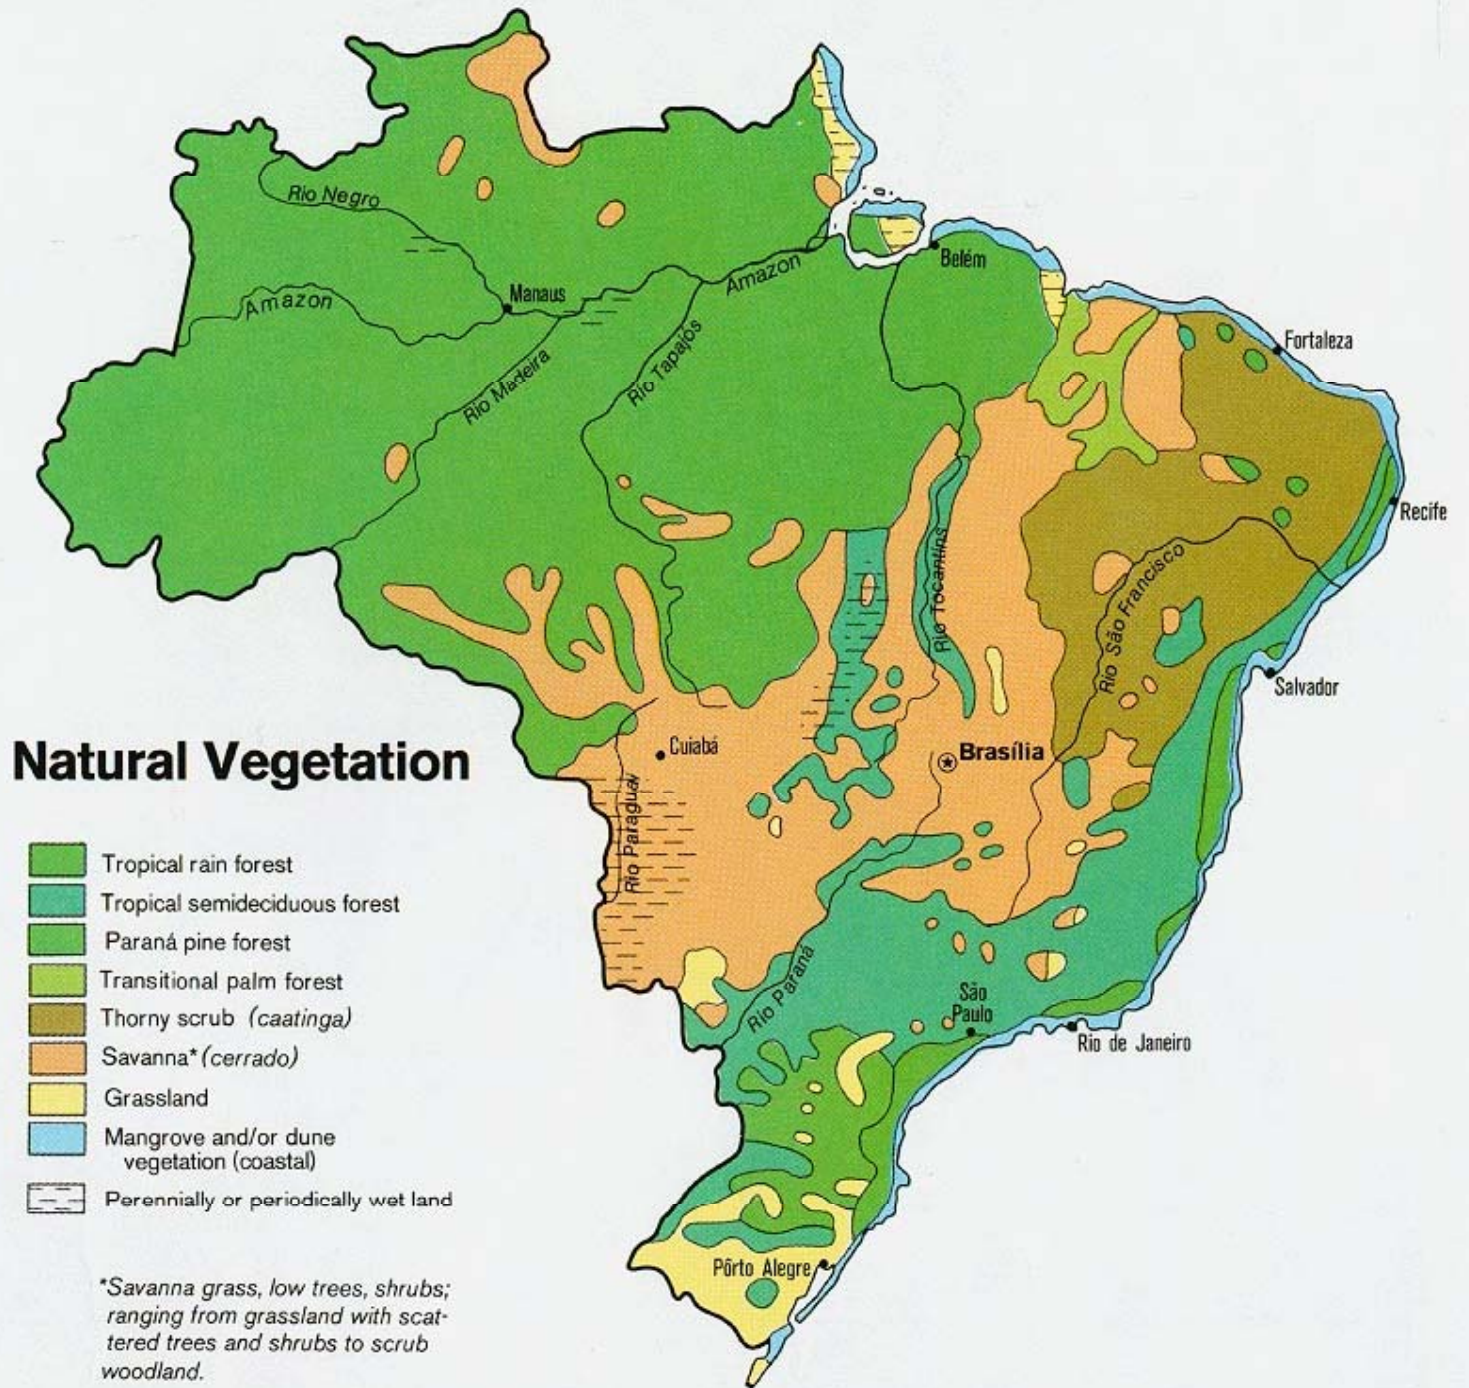 Rio Negro
Amazon
Manaus
Amazon
Belém
Rio Tapajós
Rio Madeira
Fortaleza
Recife
Rio Tocantins
Rio São Francisco
Salvador
Natural Vegetation
Cuiabá
Brasília
Rio Paraguai
Tropical rain forest
Tropical semideciduous forest
Paraná pine forest
Transitional palm forest
Thorny scrub (caatinga)
Savanna* (cerrado)
Grassland
Mangrove and/or dune
vegetation (coastal)
Perennially or periodically wet land
Rio Paraná
São
Paulo
Rio de Janeiro
Pôrto Alegre
*Savanna grass, low trees, shrubs;
ranging from grassland with scat-
tered trees and shrubs to scrub
woodland.